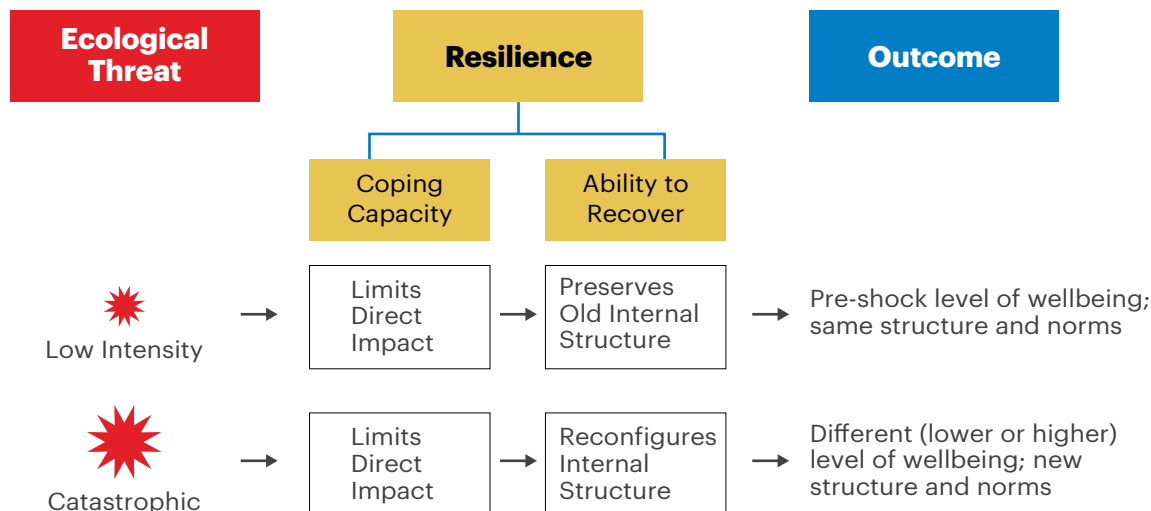 Ecological
Threat
Resilience
Outcome
Coping
Capacity
Ability to
Recover
Low Intensity
Limits
Direct
Impact
Preserves
Old Internal
Structure
Pre-shock level of wellbeing;
same structure and norms
Catastrophic
Limits
Direct
Impact
Reconfigures
Internal
Structure
Different (lower or higher)
level of wellbeing; new
structure and norms